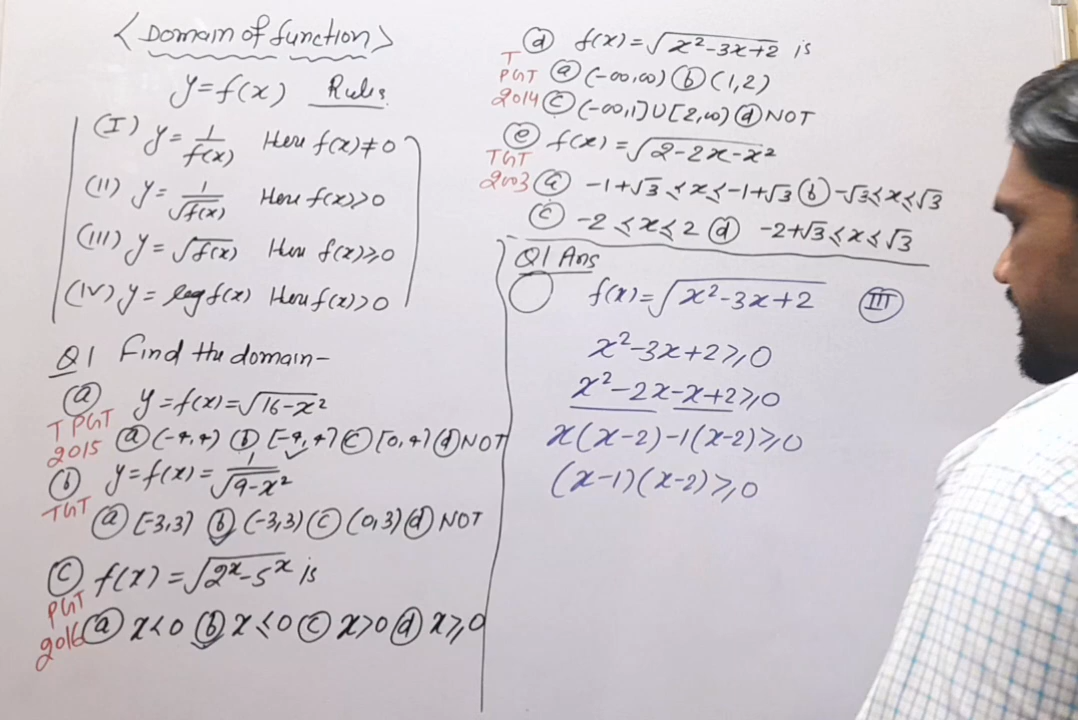 < Domain of function >
y=f(x) Rules
(I) y = 1/f(x) Here f(x)≠0
(II) y = 1/√f(x) Here f(x)>0
(III) y = √f(x) Here f(x)≥0
(IV) y = log f(x) Here f(x)>0
Q1 Find the domain-
(a) y=f(x)=√16-x²
TPGT 2015 (a) (-4,4) (b) [-4,4] (c) [0,4] (d) NOT
(b) y=f(x)=1/√9-x²
TGT (a) [-3,3] (b) (-3,3) (c) (0,3) (d) NOT
(c) f(x)=√2ˣ-5ˣ is
PGT 2016 (a) x<0 (b) x≤0 (c) x>0 (d) x≥0
(d) f(x)=√x²-3x+2 is
T PGT (a) (-∞,∞) (b) (1,2)
2014 (c) (-∞,1]∪[2,∞) (d) NOT
(e) f(x)=√2-2x-x²
TGT 2003 (a) -1+√3≤x≤-1+√3 (b) -√3≤x≤√3
(c) -2≤x≤2 (d) -2+√3≤x≤√3
Q1 Ans
f(x)=√x²-3x+2 (III)
x²-3x+2≥0
x²-2x-x+2≥0
x(x-2)-1(x-2)≥0
(x-1)(x-2)≥0